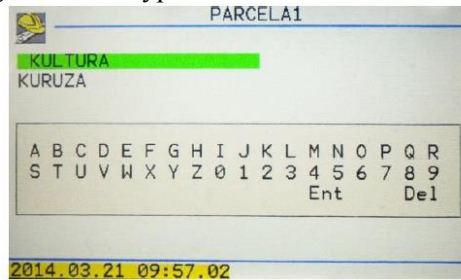 PARCELA1
KULTURA
KURUZA
A B C D E F G H I J K L M N O P Q R
S T U V W X Y Z 0 1 2 3 4 5 6 7 8 9
Ent Del
2014.03.21 09:57.02